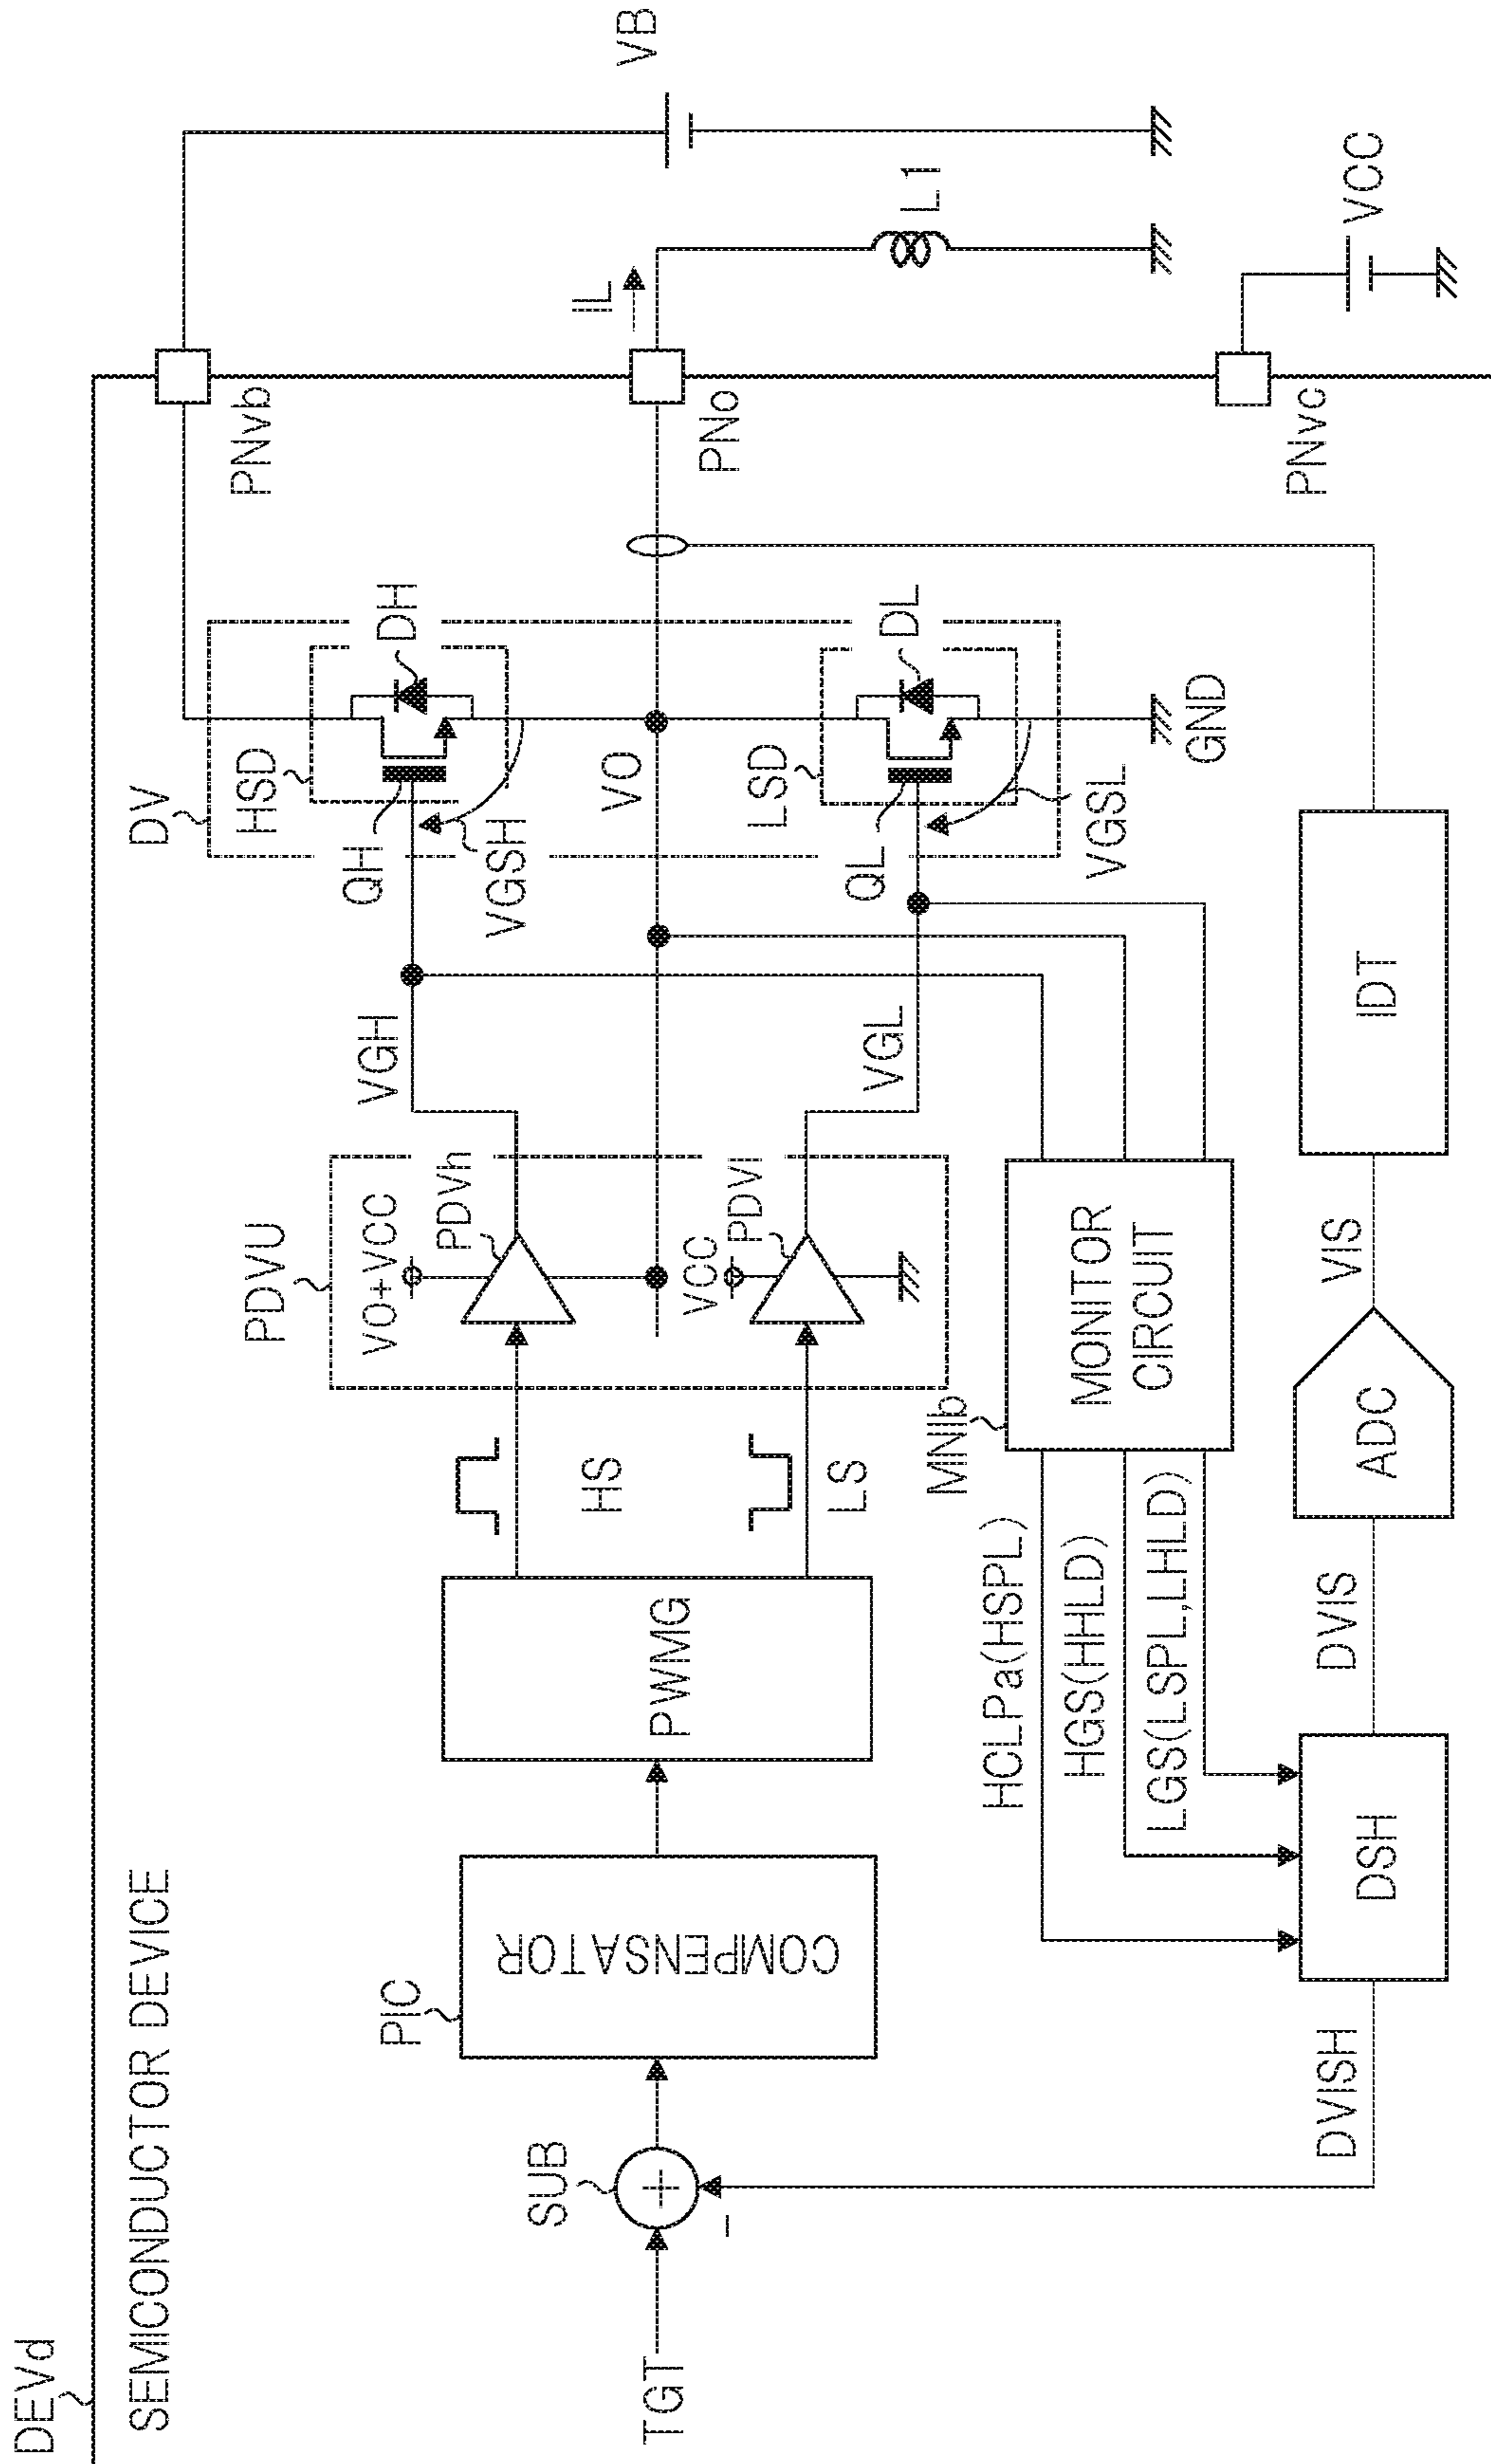 DEVd
SEMICONDUCTOR DEVICE
DV
HSD
DH
QH
VGSH
PNvb
VB
PDVU
VO+VCC
PDVh
VGH
VO
IL
PNo
L1
TGT
SUB
+
-
PIC
COMPENSATOR
PWMG
HS
LS
VCC
PDVl
VGL
LSD
DL
QL
VGSL
GND
MNIb
MONITOR
CIRCUIT
HCLPa(HSPL)
HGS(HHLD)
LGS(LSPL,LHLD)
PNvc
VCC
DVISH
DSH
DVIS
ADC
VIS
IDT